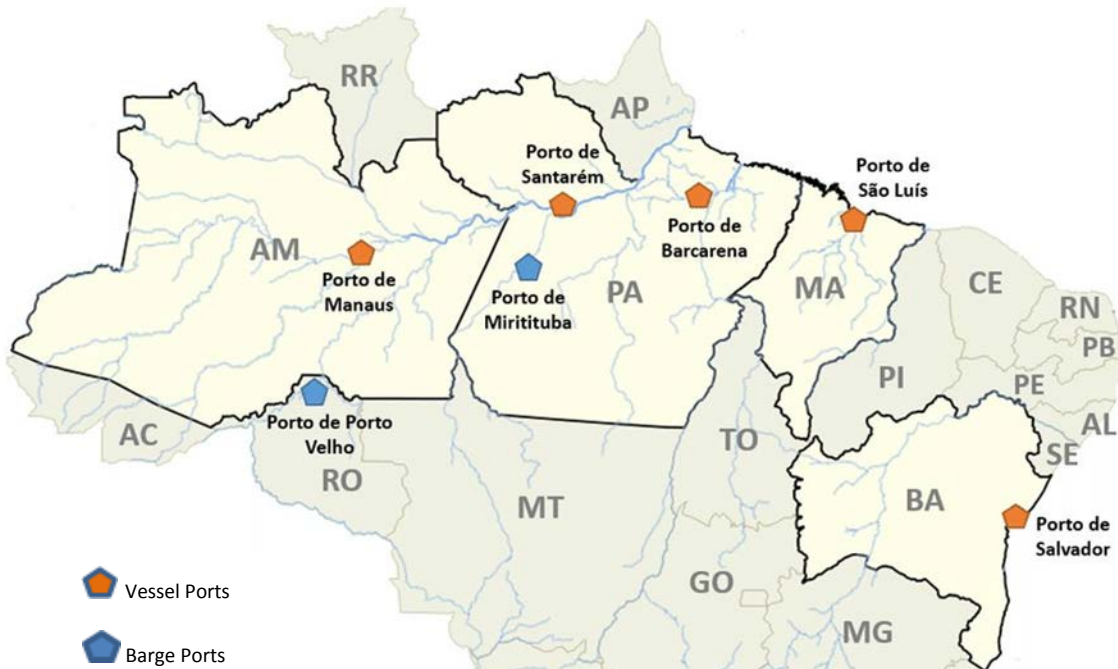 RR
AP
Porto de
Santarém
Porto de
São Luís
Porto de
Barcarena
AM
Porto de
Manaus
Porto de
Miritituba
PA
MA
CE
RN
PB
PI
PE
AL
SE
Porto de Porto
Velho
AC
RO
MT
TO
BA
Porto de
Salvador
GO
MG
Vessel Ports
Barge Ports